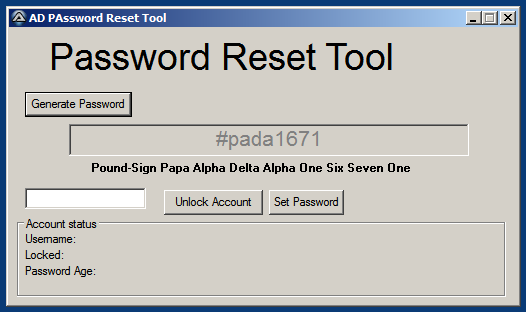 AD PAssword Reset Tool
Password Reset Tool
Generate Password
#pada1671
Pound-Sign Papa Alpha Delta Alpha One Six Seven One
Unlock Account Set Password
Account status
Username:
Locked:
Password Age: